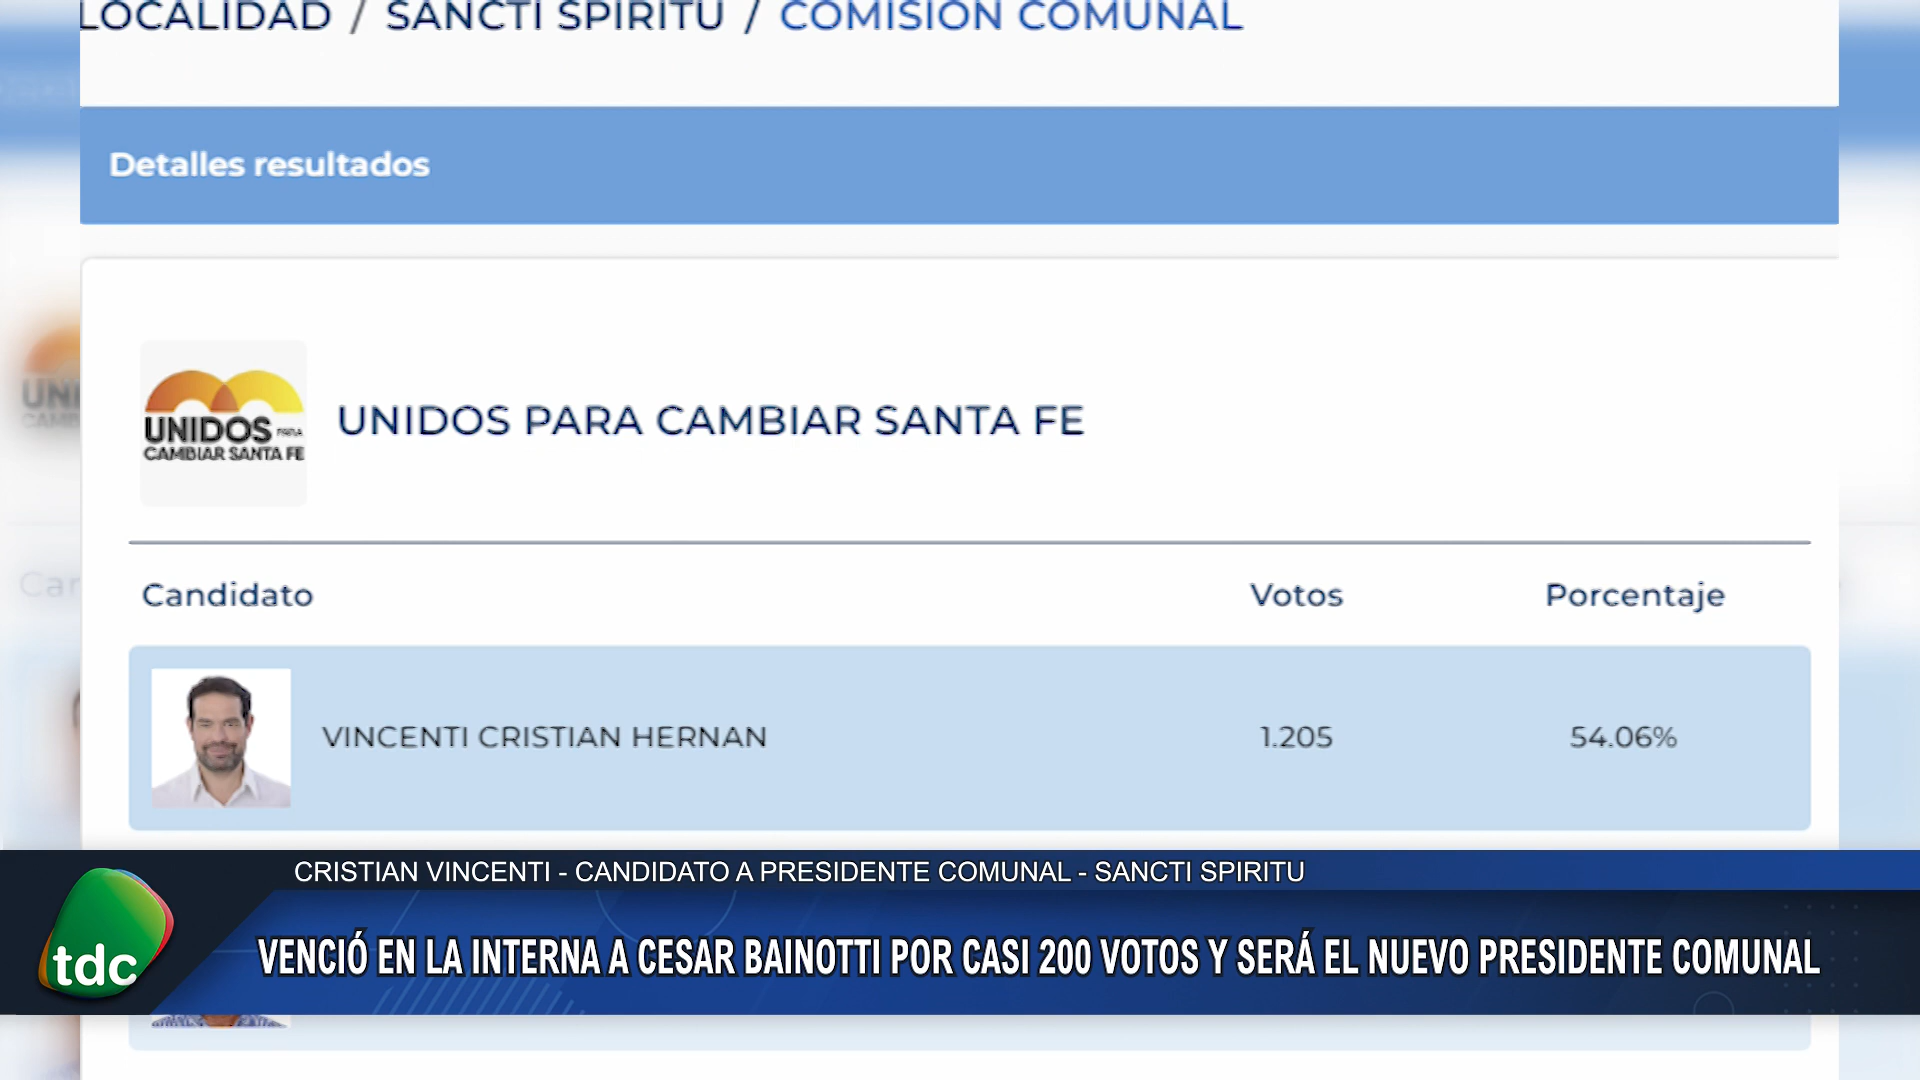 LOCALIDAD / SANCTI SPIRITU / COMISION COMUNAL
Detalles resultados
UNIDOS PARA
CAMBIAR SANTA FE
UNIDOS PARA CAMBIAR SANTA FE
Candidato Votos Porcentaje
VINCENTI CRISTIAN HERNAN 1.205 54.06%
CRISTIAN VINCENTI - CANDIDATO A PRESIDENTE COMUNAL - SANCTI SPIRITU
tdc
VENCIÓ EN LA INTERNA A CESAR BAINOTTI POR CASI 200 VOTOS Y SERÁ EL NUEVO PRESIDENTE COMUNAL